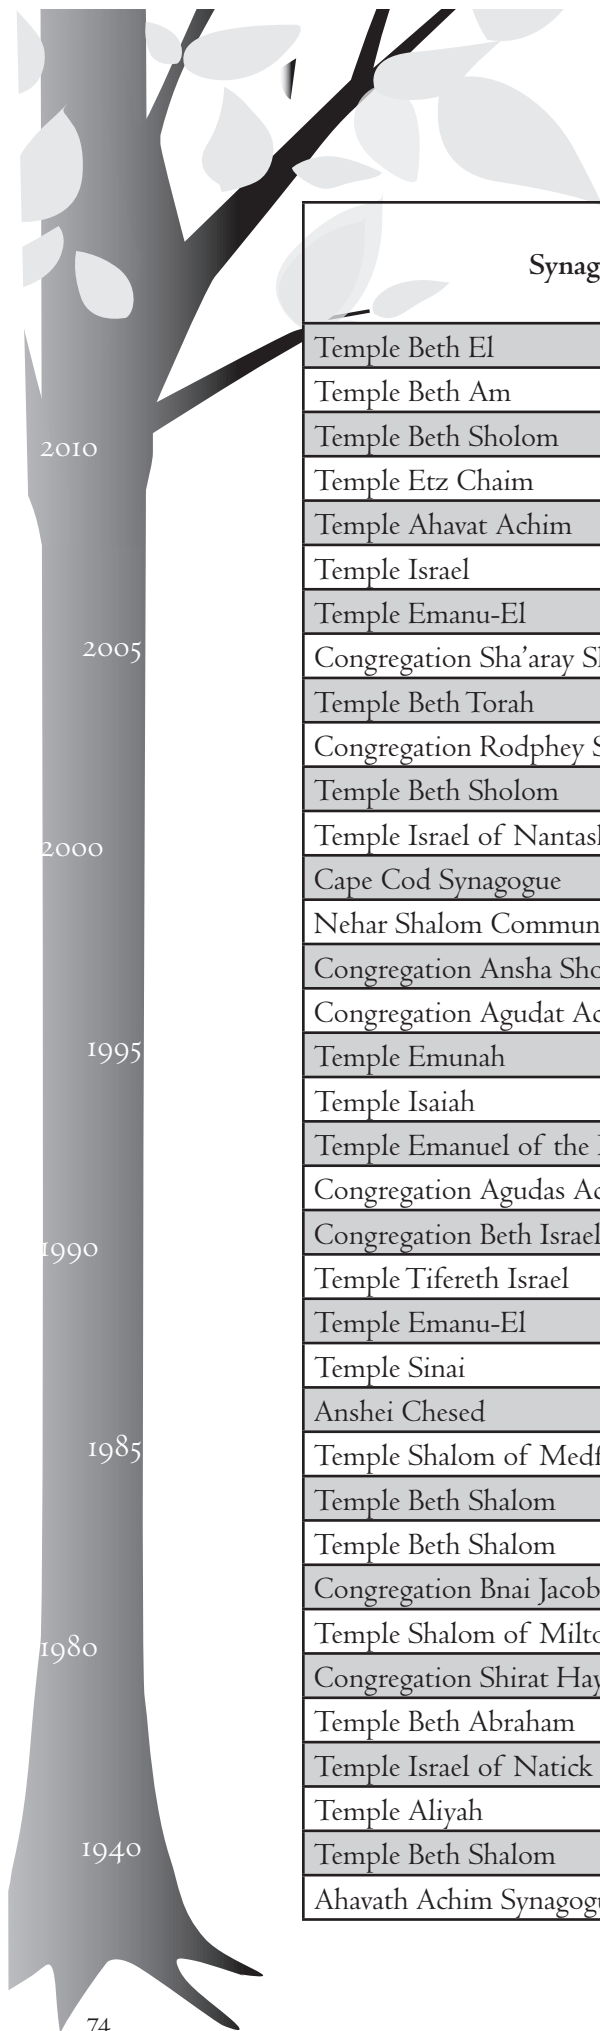 Synag
Temple Beth El
Temple Beth Am
Temple Beth Sholom
Temple Etz Chaim
Temple Ahavat Achim
Temple Israel
Temple Emanu-El
Congregation Sha’aray Sh
Temple Beth Torah
Congregation Rodphey S
Temple Beth Sholom
Temple Israel of Nantask
Cape Cod Synagogue
Nehar Shalom Commun
Congregation Ansha Sho
Congregation Agudat Ac
Temple Emunah
Temple Isaiah
Temple Emanuel of the
Congregation Agudas Ac
Congregation Beth Israel
Temple Tifereth Israel
Temple Emanu-El
Temple Sinai
Anshei Chesed
Temple Shalom of Medf
Temple Beth Shalom
Temple Beth Shalom
Congregation Bnai Jacob
Temple Shalom of Milto
Congregation Shirat Hay
Temple Beth Abraham
Temple Israel of Natick
Temple Aliyah
Temple Beth Shalom
Ahavath Achim Synagogu
2010
2005
2000
1995
1990
1985
1980
1940
74